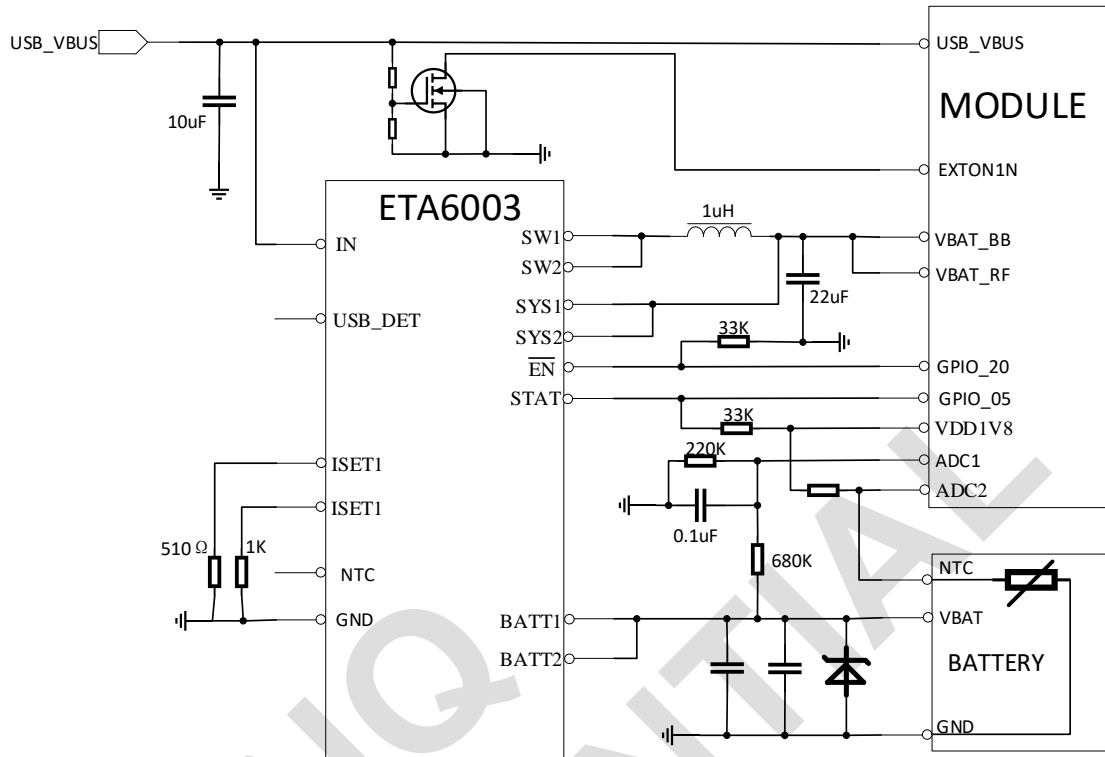 USB_VBUS
USB_VBUS
MODULE
10uF
EXTON1N
ETA6003
1uH
IN
SW1
VBAT_BB
SW2
VBAT_RF
22uF
SYS1
USB_DET
33K
SYS2
EN
GPIO_20
STAT
GPIO_05
33K
VDD1V8
220K
ISET1
ADC1
ADC2
ISET1
0.1uF
510Ω
1K
680K
NTC
NTC
GND
BATT1
VBAT
BATT2
BATTERY
GND